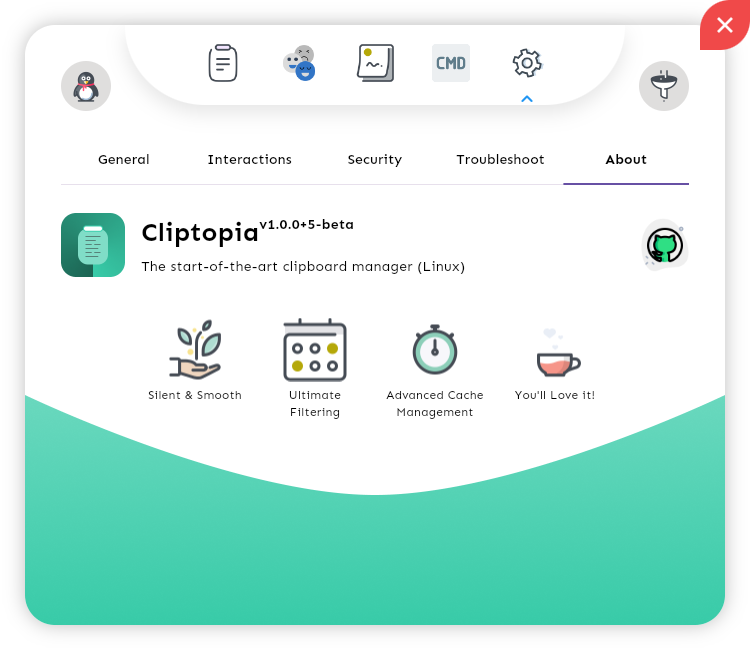 CMD
General
Interactions
Security
Troubleshoot
About
Cliptopia v1.0.0+5-beta
The start-of-the-art clipboard manager (Linux)
Silent & Smooth
Ultimate
Filtering
Advanced Cache
Management
You'll Love it!